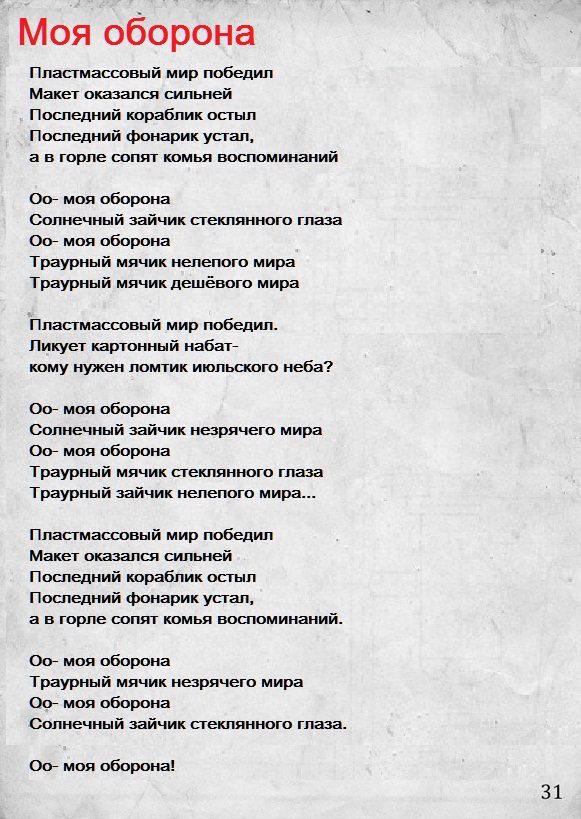 Моя оборона
Пластмассовый мир победил
Макет оказался сильней
Последний кораблик остыл
Последний фонарик устал,
а в горле сопят комья воспоминаний
Оо- моя оборона
Солнечный зайчик стеклянного глаза
Оо- моя оборона
Траурный мячик нелепого мира
Траурный мячик дешёвого мира
Пластмассовый мир победил.
Ликует картонный набат-
кому нужен ломтик июльского неба?
Оо- моя оборона
Солнечный зайчик незрячего мира
Оо- моя оборона
Траурный мячик стеклянного глаза
Траурный зайчик нелепого мира...
Пластмассовый мир победил
Макет оказался сильней
Последний кораблик остыл
Последний фонарик устал,
а в горле сопят комья воспоминаний.
Оо- моя оборона
Траурный мячик незрячего мира
Оо- моя оборона
Солнечный зайчик стеклянного глаза.
Оо- моя оборона!
31